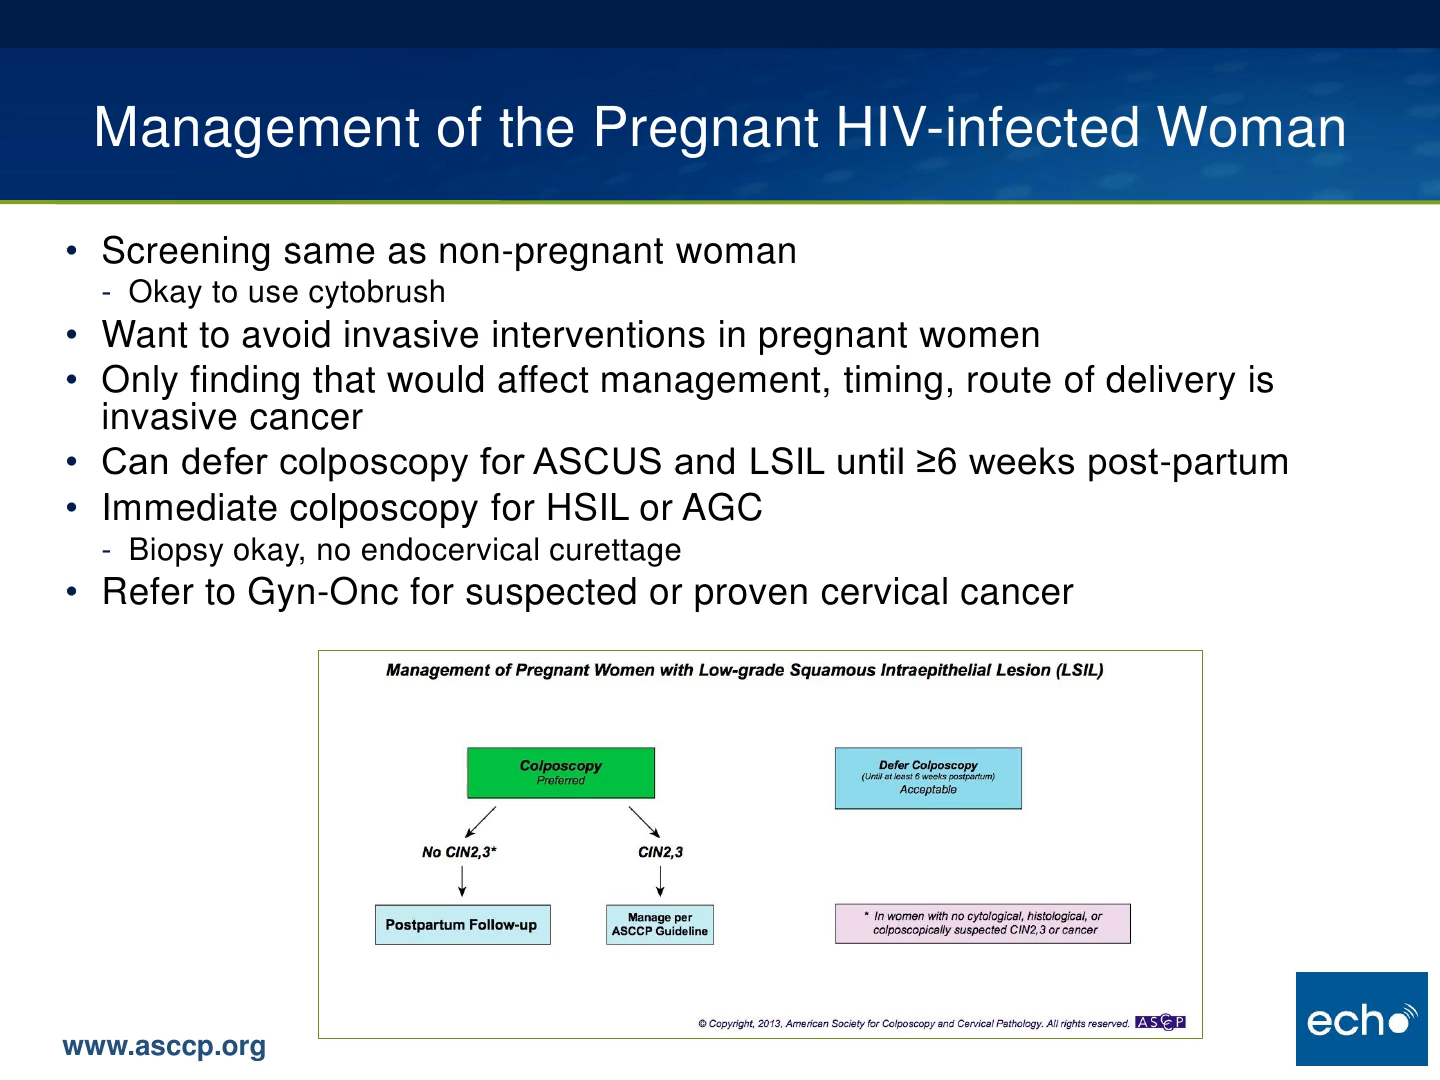 Management of the Pregnant HIV-infected Woman
• Screening same as non-pregnant woman
- Okay to use cytobrush
• Want to avoid invasive interventions in pregnant women
• Only finding that would affect management, timing, route of delivery is
invasive cancer
• Can defer colposcopy for ASCUS and LSIL until ≥6 weeks post-partum
• Immediate colposcopy for HSIL or AGC
- Biopsy okay, no endocervical curettage
• Refer to Gyn-Onc for suspected or proven cervical cancer
Management of Pregnant Women with Low-grade Squamous Intraepithelial Lesion (LSIL)
Colposcopy
Preferred
Defer Colposcopy
(Until at least 6 weeks postpartum)
Acceptable
No CIN2,3*
CIN2,3
Postpartum Follow-up
Manage per
ASCCP Guideline
* In women with no cytological, histological, or
colposcopically suspected CIN2,3 or cancer
© Copyright, 2013, American Society for Colposcopy and Cervical Pathology. All rights reserved.
ASCCP
www.asccp.org
echo